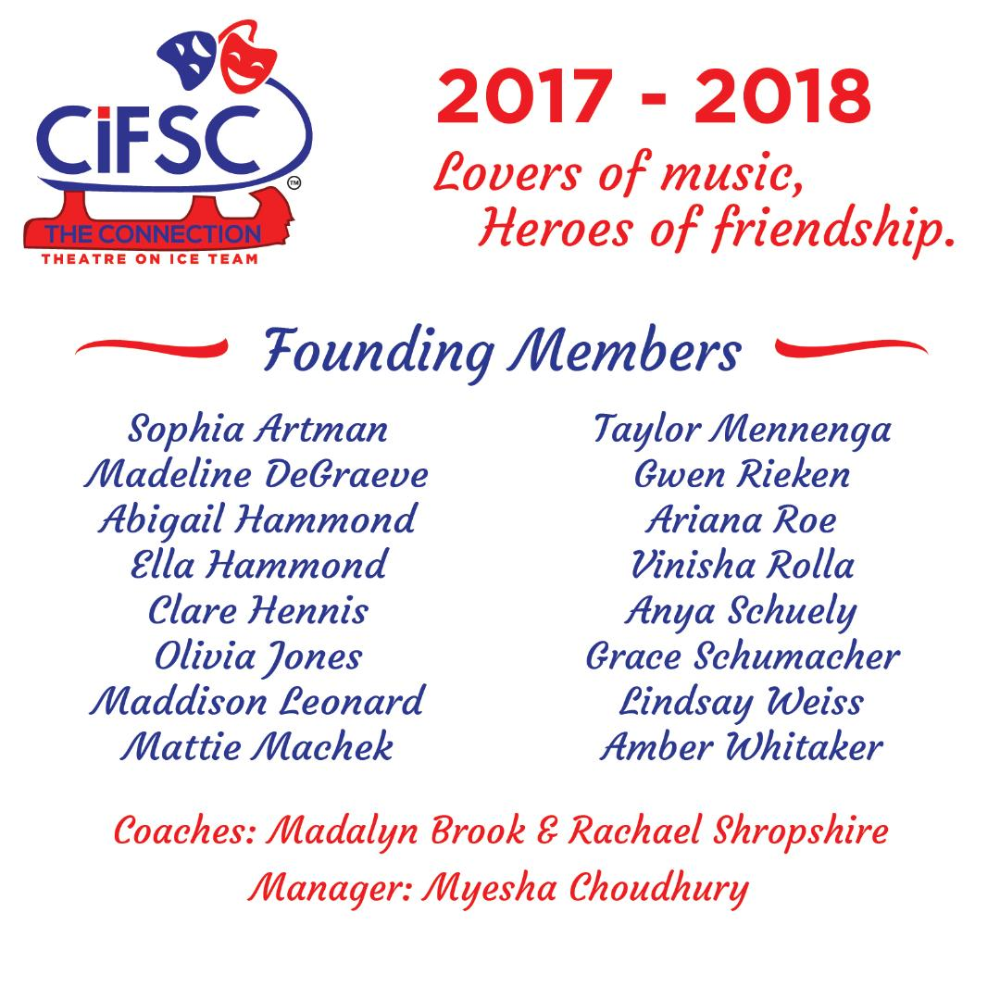 CiFSC
TM
THE CONNECTION
THEATRE ON ICE TEAM
2017 - 2018
Lovers of music,
Heroes of friendship.
Founding Members
Sophia Artman
Madeline DeGraeve
Abigail Hammond
Ella Hammond
Clare Hennis
Olivia Jones
Maddison Leonard
Mattie Machek
Taylor Mennenga
Gwen Rieken
Ariana Roe
Vinisha Rolla
Anya Schuely
Grace Schumacher
Lindsay Weiss
Amber Whitaker
Coaches: Madalyn Brook & Rachael Shropshire
Manager: Myesha Choudhury